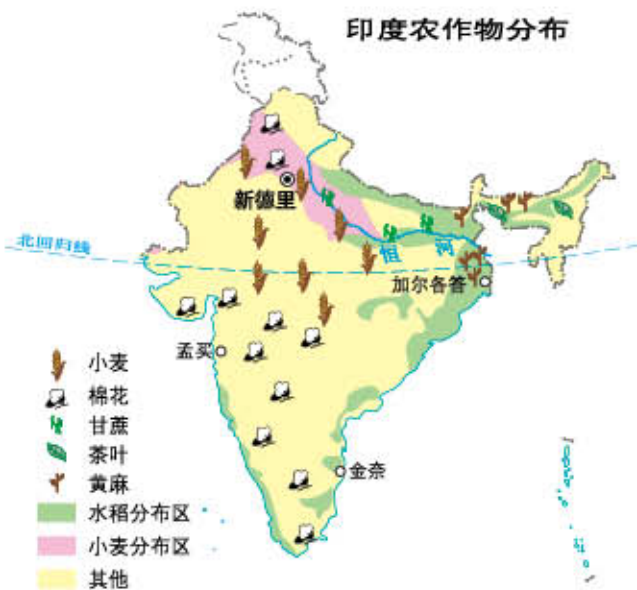 印度农作物分布
新德里
北回归线
恒河
加尔各答
孟买
金奈
小麦
棉花
甘蔗
茶叶
黄麻
水稻分布区
小麦分布区
其他